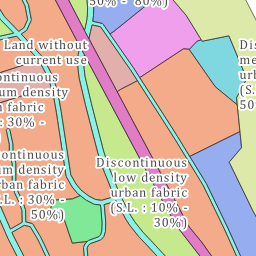 50% - 80%)
Land without
current use
Dis
me
urb
(S.L
50%
ontinuous
um density
n fabric
: 30% -
)
ontinuous
um density
rban fabric
.L. : 30% -
50%)
Discontinuous
low density
urban fabric
(S.L. : 10% -
30%)